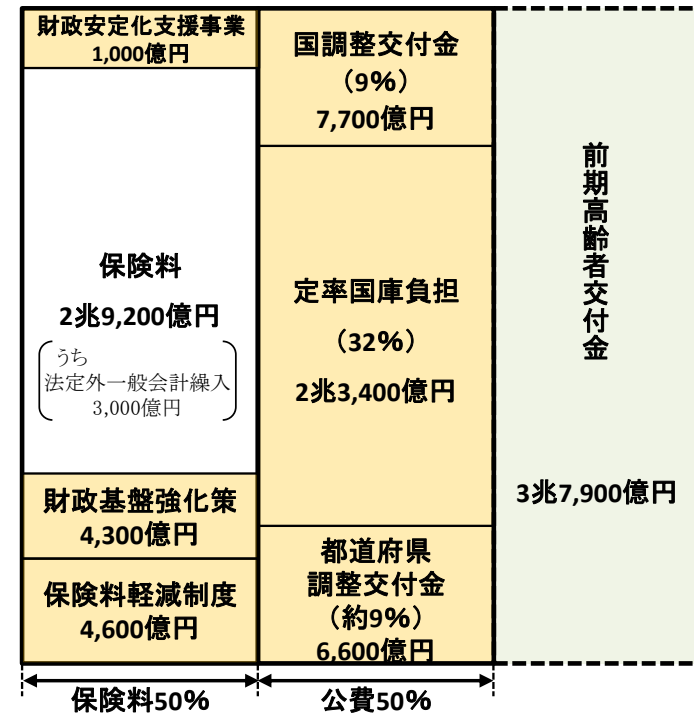 財政安定化支援事業
1,000億円
保険料
2兆9,200億円
うち
法定外一般会計繰入
3,000億円
財政基盤強化策
4,300億円
保険料軽減制度
4,600億円
国調整交付金
（9％）
7,700億円
定率国庫負担
（32％）
2兆3,400億円
都道府県
調整交付金
（約9％）
6,600億円
前期高齢者交付金
3兆7,900億円
保険料50％
公費50％